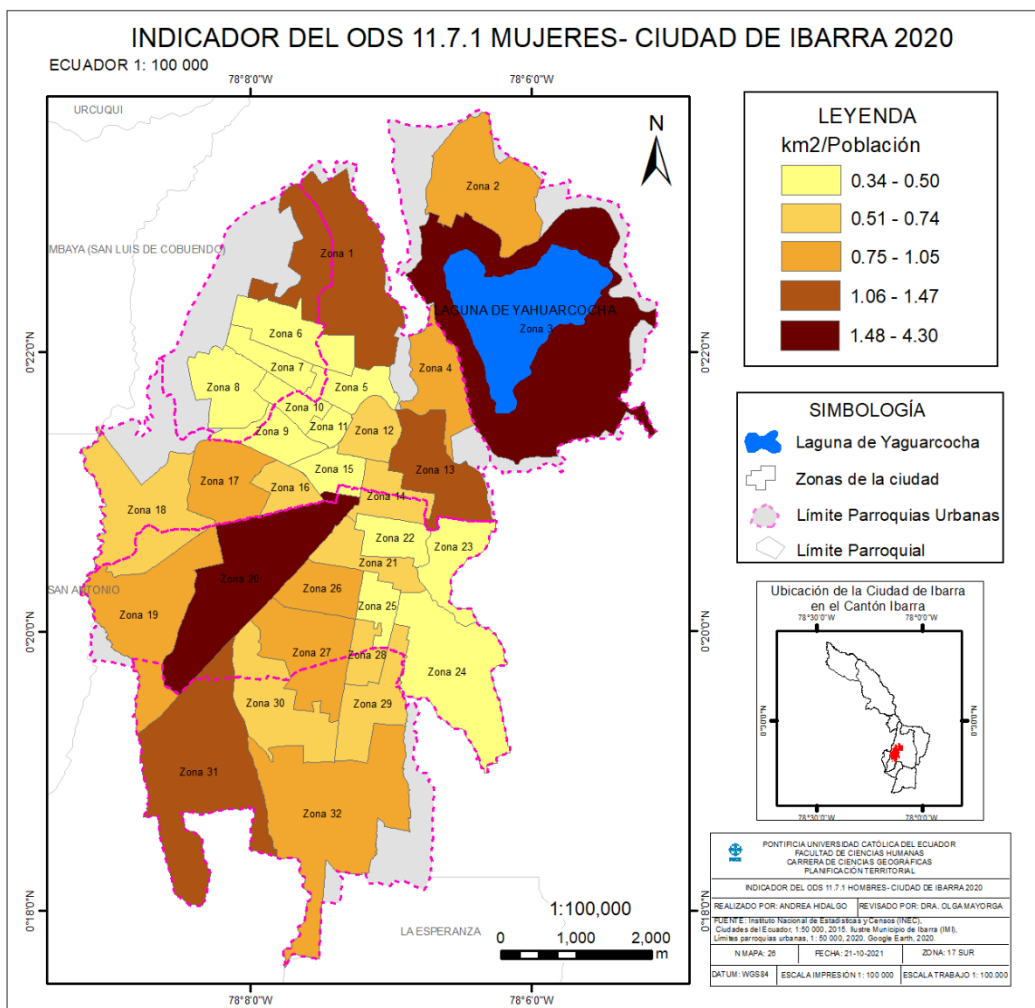 INDICADOR DEL ODS 11.7.1 MUJERES- CIUDAD DE IBARRA 2020
ECUADOR 1: 100 000
78°8'0"W
78°6'0"W
URCUQUI
N
Zona 2
MBAYA (SAN LUIS DE COBUENDO)
Zona 1
LAGUNA DE YAHUARCOCHA
Zona 3
0°22'0"N
0°22'0"N
Zona 6
Zona 7
Zona 4
Zona 8
Zona 5
Zona 10
Zona 9
Zona 11
Zona 12
Zona 15
Zona 13
Zona 17
Zona 16
Zona 14
Zona 18
Zona 22
Zona 23
Zona 21
Zona 20
SAN ANTONIO
Zona 26
Zona 25
Zona 19
0°20'0"N
0°20'0"N
Zona 27
Zona 28
Zona 24
Zona 30
Zona 29
Zona 31
Zona 32
0°18'0"N
0°18'0"N
1:100,000
LA ESPERANZA
0 500 1,000 2,000
m
78°8'0"W
78°6'0"W
LEYENDA
km2/Población
0.34 - 0.50
0.51 - 0.74
0.75 - 1.05
1.06 - 1.47
1.48 - 4.30
SIMBOLOGÍA
Laguna de Yaguarcocha
Zonas de la ciudad
Límite Parroquias Urbanas
Límite Parroquial
Ubicación de la Ciudad de Ibarra
en el Cantón Ibarra
78°30'0"W
78°0'0"W
0°30'0"N
0°30'0"N
78°30'0"W
78°0'0"W
PONTIFICIA UNIVERSIDAD CATÓLICA DEL ECUADOR
FACULTAD DE CIENCIAS HUMANAS
CARRERA DE CIENCIAS GEOGRÁFICAS
PLANIFICACIÓN TERRITORIAL
INDICADOR DEL ODS 11.7.1 HOMBRES- CIUDAD DE IBARRA 2020
REALIZADO POR: ANDREA HIDALGO REVISADO POR: DRA. OLGA MAYORGA
FUENTE: Instituto Nacional de Estadísticas y Censos (INEC),
Ciudades del Ecuador, 1:50 000, 2015. Ilustre Municipio de Ibarra (IMI),
Límites parroquias urbanas, 1: 50 000, 2020. Google Earth, 2020.
N MAPA: 26 FECHA: 21-10-2021 ZONA: 17 SUR
DATUM: WGS84 ESCALA IMPRESIÓN 1: 100 000 ESCALA TRABAJO 1: 100.000